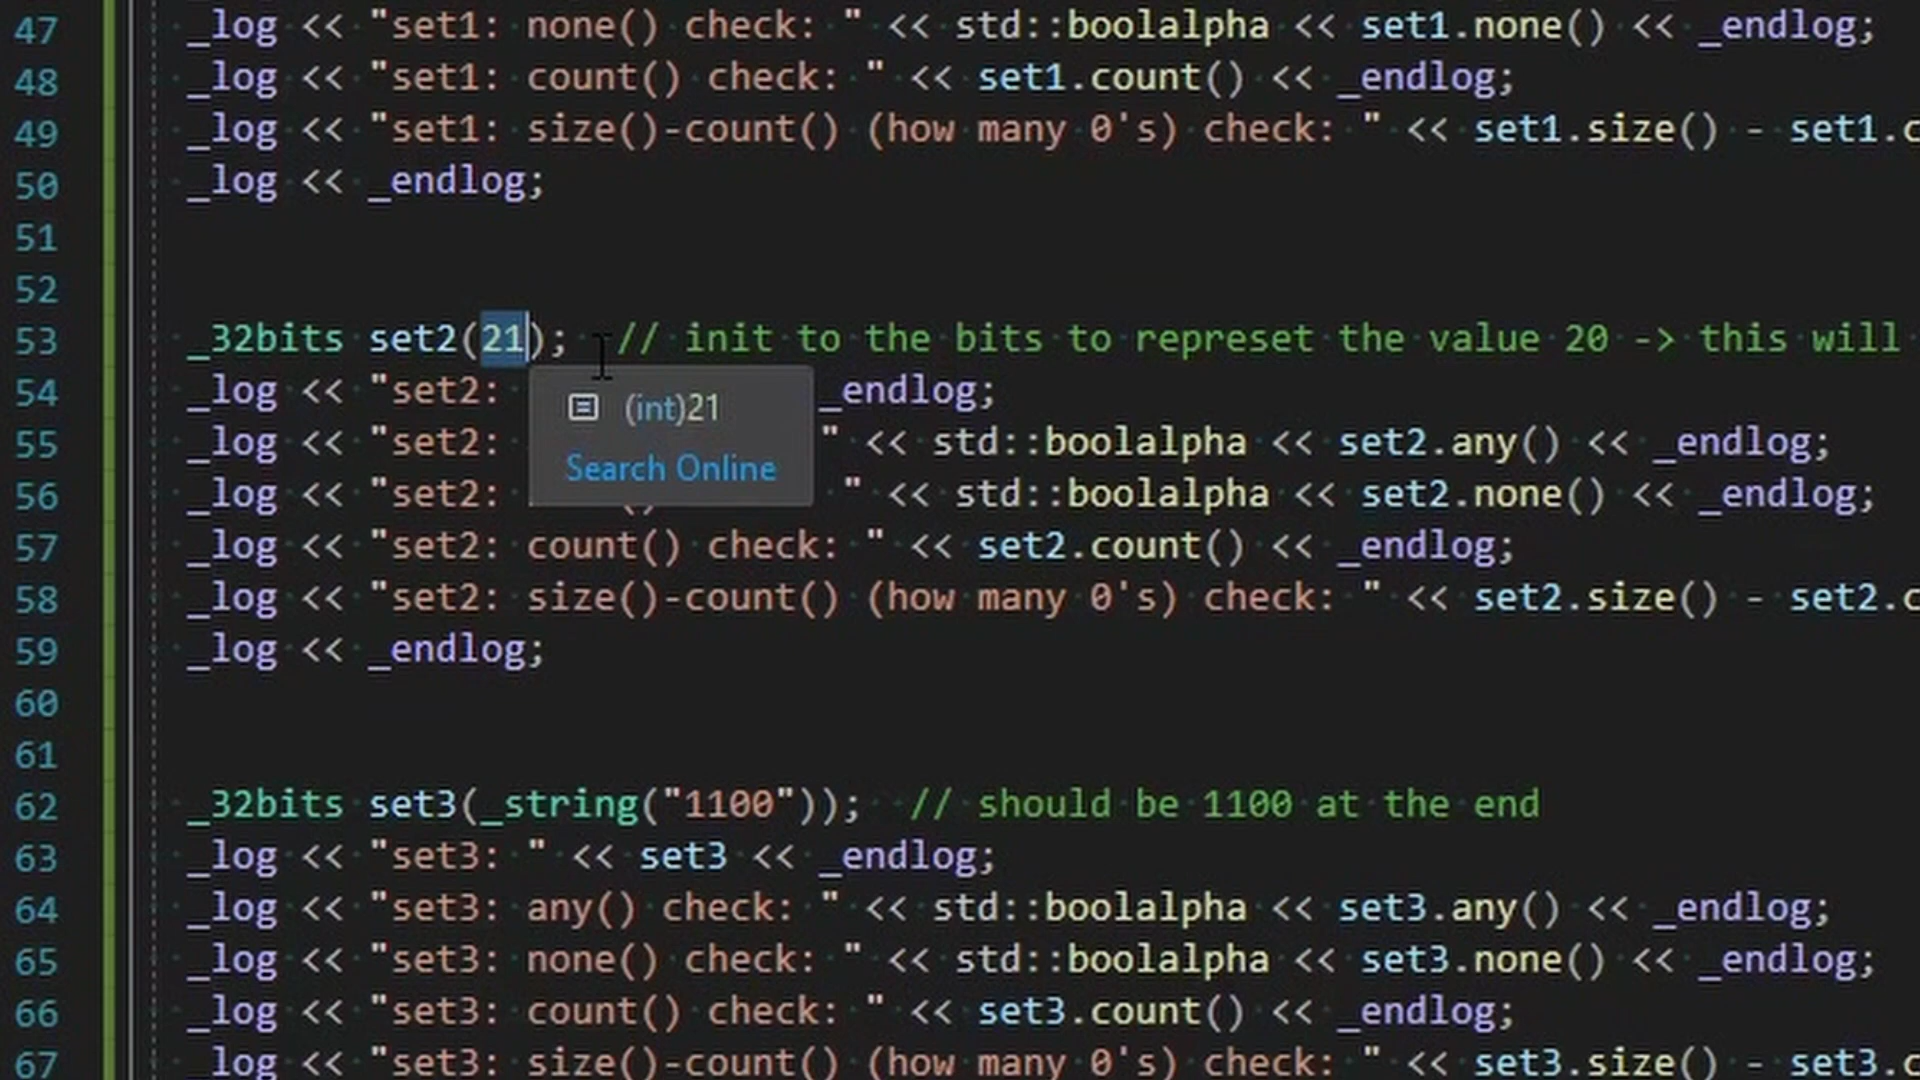 47 _log << "set1: none() check: " << std::boolalpha << set1.none() << _endlog;
48 _log << "set1: count() check: " << set1.count() << _endlog;
49 _log << "set1: size()-count() (how many 0's) check: " << set1.size() - set1.c
50 _log << _endlog;
51
52
53 _32bits set2(21); // init to the bits to represet the value 20 -> this will
54 _log << "set2: _endlog;
(int)21
55 _log << "set2: " << std::boolalpha << set2.any() << _endlog;
Search Online
56 _log << "set2: " << std::boolalpha << set2.none() << _endlog;
57 _log << "set2: count() check: " << set2.count() << _endlog;
58 _log << "set2: size()-count() (how many 0's) check: " << set2.size() - set2.c
59 _log << _endlog;
60
61
62 _32bits set3(_string("1100")); // should be 1100 at the end
63 _log << "set3: " << set3 << _endlog;
64 _log << "set3: any() check: " << std::boolalpha << set3.any() << _endlog;
65 _log << "set3: none() check: " << std::boolalpha << set3.none() << _endlog;
66 _log << "set3: count() check: " << set3.count() << _endlog;
67 _log << "set3: size()-count() (how many 0's) check: " << set3.size() - set3.c